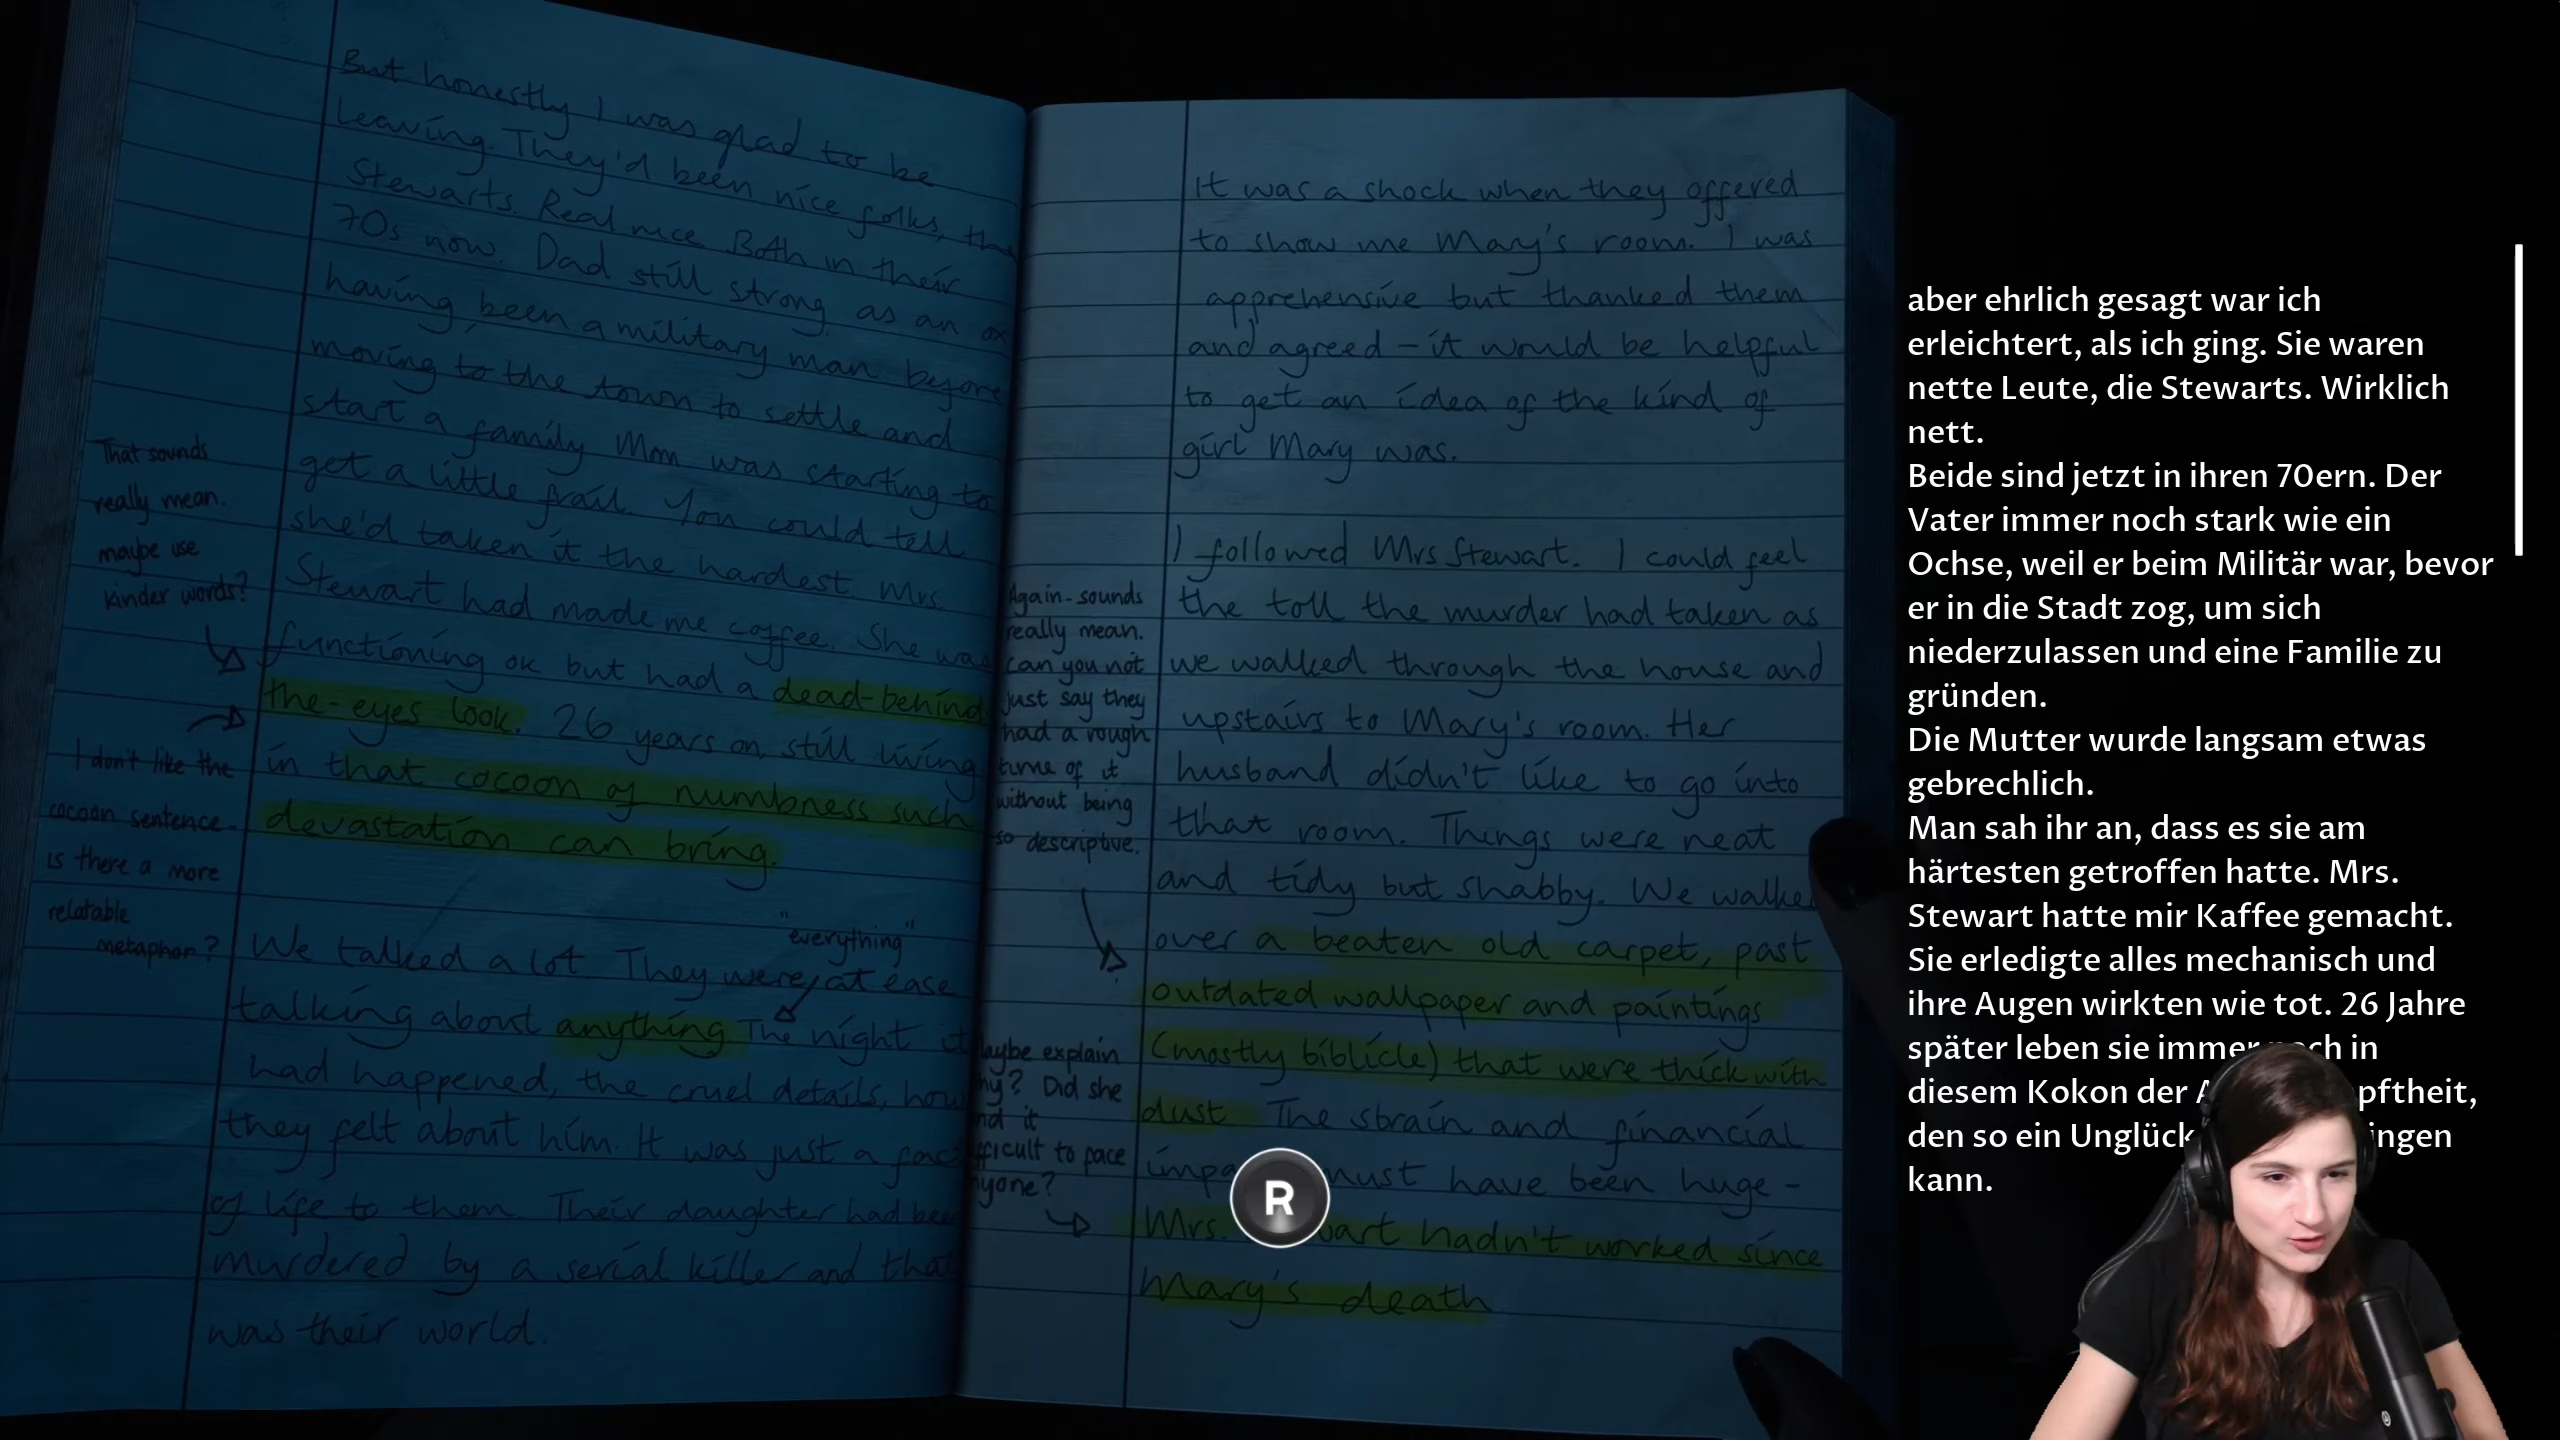 But honestly I was glad to be
leaving. They'd been nice folks, the
Stewarts. Real nice. Both in their
70s now. Dad still strong as an ox
having been a military man before
moving to the town to settle and
start a family Mom was starting to
get a little frail. You could tell
she'd taken it the hardest. Mrs.
Stewart had made me coffee. She was
functioning ok but had a dead-behind
the-eyes look. 26 years on, still living
in that cocoon of numbness such
devastation can bring.
That sounds
really mean.
maybe use
kinder words?
I don't like the
cocoon sentence-
is there a more
relatable
metaphor?
"everything"
We talked a lot They were at ease
talking about anything The night it
had happened, the cruel details, how
they felt about him. It was just a fac
of life to them. Their daughter had been
murdered by a serial killer and that
was their world.
It was a shock when they offered
to show me Mary's room. I was
apprehensive but thanked them
and agreed - it would be helpful
to get an idea of the kind of
girl Mary was.
I followed Mrs Stewart. I could feel
the toll the murder had taken as
we walked through the house and
upstairs to Mary's room. Her
husband didn't like to go into
that room. Things were neat
and tidy but shabby. We walke
over a beaten old carpet, past
outdated wallpaper and paintings
(mostly biblicle) that were thick with
dust. The strain and financial
impa must have been huge -
Mrs. wart hadn't worked since
Mary's death
Again - sounds
really mean.
can you not
just say they
had a rough
time of it
without being
so descriptive.
aybe explain
hy? Did she
nd it
fficult to face
nyone?
R
aber ehrlich gesagt war ich
erleichtert, als ich ging. Sie waren
nette Leute, die Stewarts. Wirklich
nett.
Beide sind jetzt in ihren 70ern. Der
Vater immer noch stark wie ein
Ochse, weil er beim Militär war, bevor
er in die Stadt zog, um sich
niederzulassen und eine Familie zu
gründen.
Die Mutter wurde langsam etwas
gebrechlich.
Man sah ihr an, dass es sie am
härtesten getroffen hatte. Mrs.
Stewart hatte mir Kaffee gemacht.
Sie erledigte alles mechanisch und
ihre Augen wirkten wie tot. 26 Jahre
später leben sie immer noch in
diesem Kokon der A pftheit,
den so ein Unglück ingen
kann.